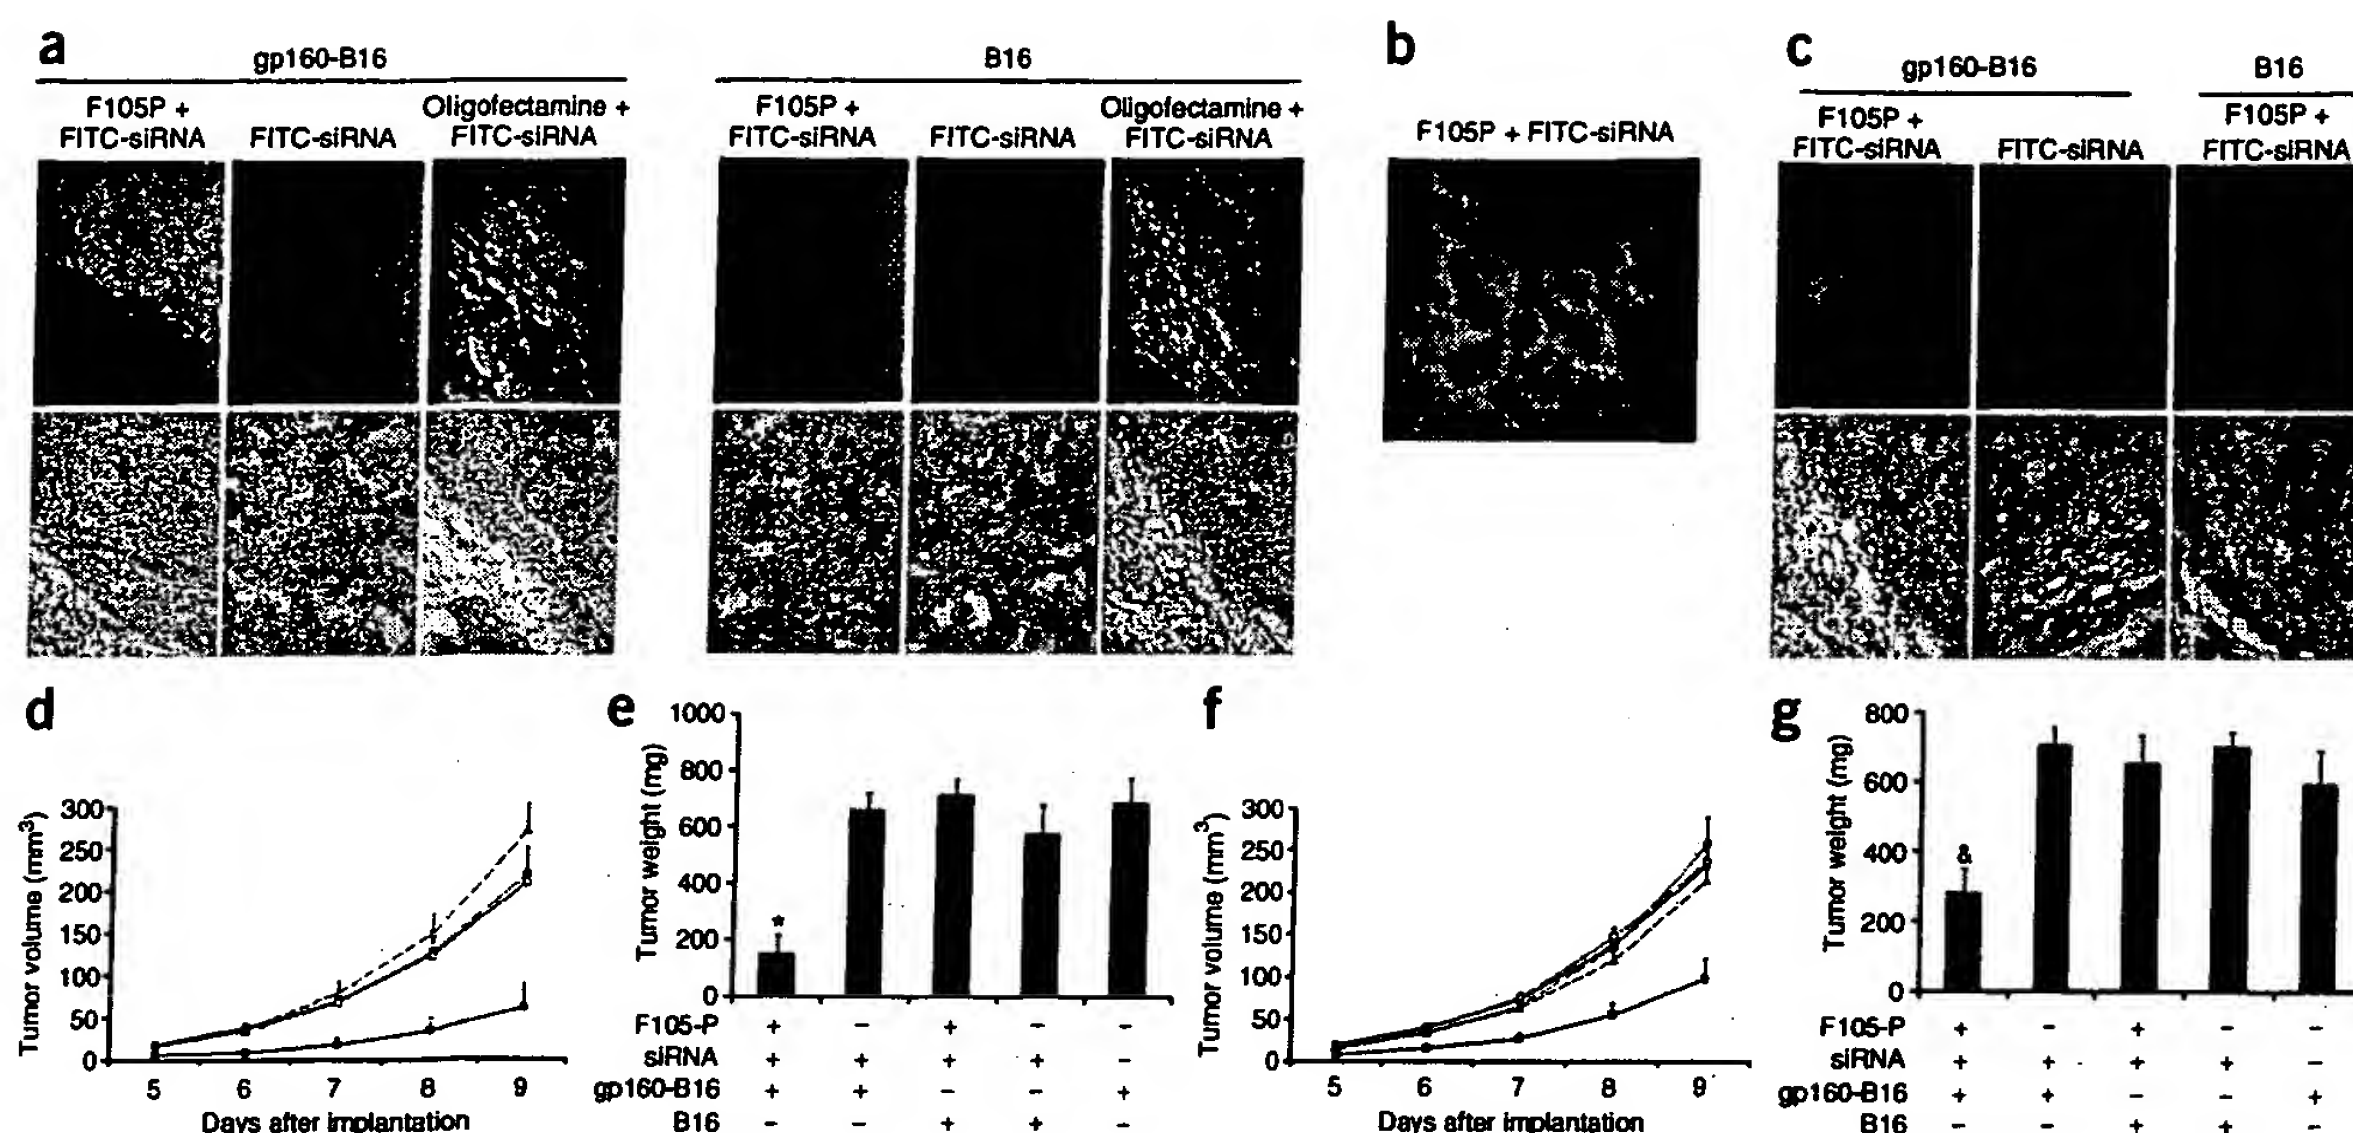 a
gp160-B16
F105P +
FITC-siRNA
FITC-siRNA
Oligofectamine +
FITC-siRNA
B16
F105P +
FITC-siRNA
FITC-siRNA
Oligofectamine +
FITC-siRNA
b
F105P + FITC-siRNA
c
gp160-B16
F105P +
FITC-siRNA
FITC-siRNA
B16
F105P +
FITC-siRNA
d
Tumor volume (mm³)
300
250
200
150
100
50
0
5 6 7 8 9
Days after implantation
e
Tumor weight (mg)
1000
800
600
400
200
0
*
F105-P + - + - -
siRNA + + + + -
gp160-B16 + + - - +
B16 - - + + -
f
Tumor volume (mm³)
300
250
200
150
100
50
0
5 6 7 8 9
Days after implantation
g
Tumor weight (mg)
800
600
400
200
0
&
F105-P + - + - -
siRNA + + + + -
gp160-B16 + + - - +
B16 - - + + -